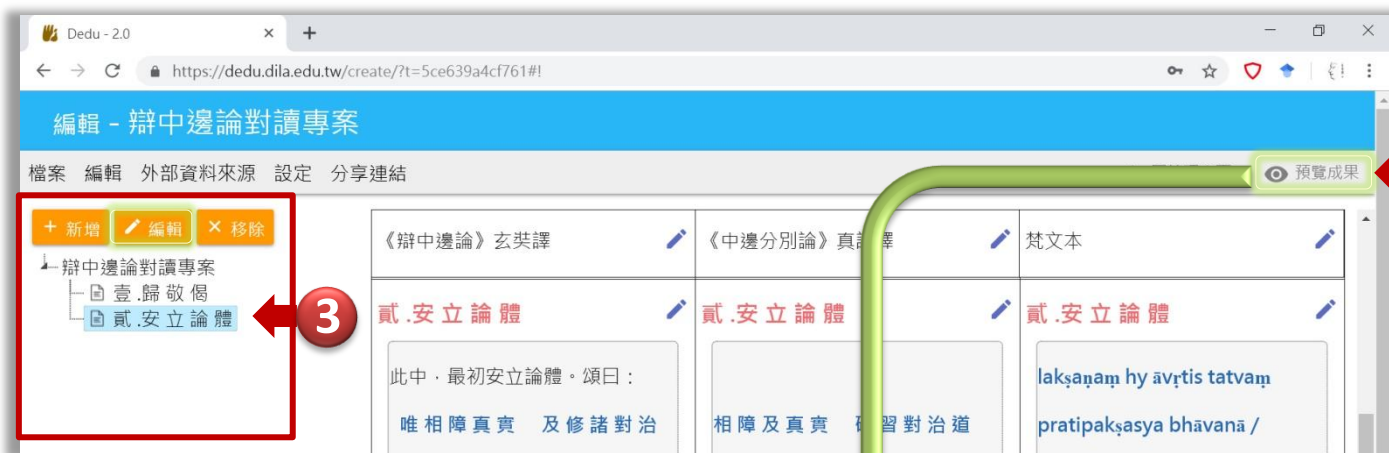 Dedu - 2.0
https://dedu.dila.edu.tw/create/?t=5ce639a4cf761#!
編輯 - 辯中邊論對讀專案
檔案 編輯 外部資料來源 設定 分享連結
預覽成果
+ 新增 編輯 × 移除
辯中邊論對讀專案
壹.歸敬偈
貳.安立論體
3
《辯中邊論》玄奘譯
《中邊分別論》真 譯
梵文本
貳.安立論體
貳.安立論體
貳.安立論體
此中，最初安立論體。頌曰：
唯相障真實 及修諸對治
相障及真實 習對治道
lakṣaṇaṃ hy āvṛtis tatvaṃ
pratipakṣasya bhāvanā /